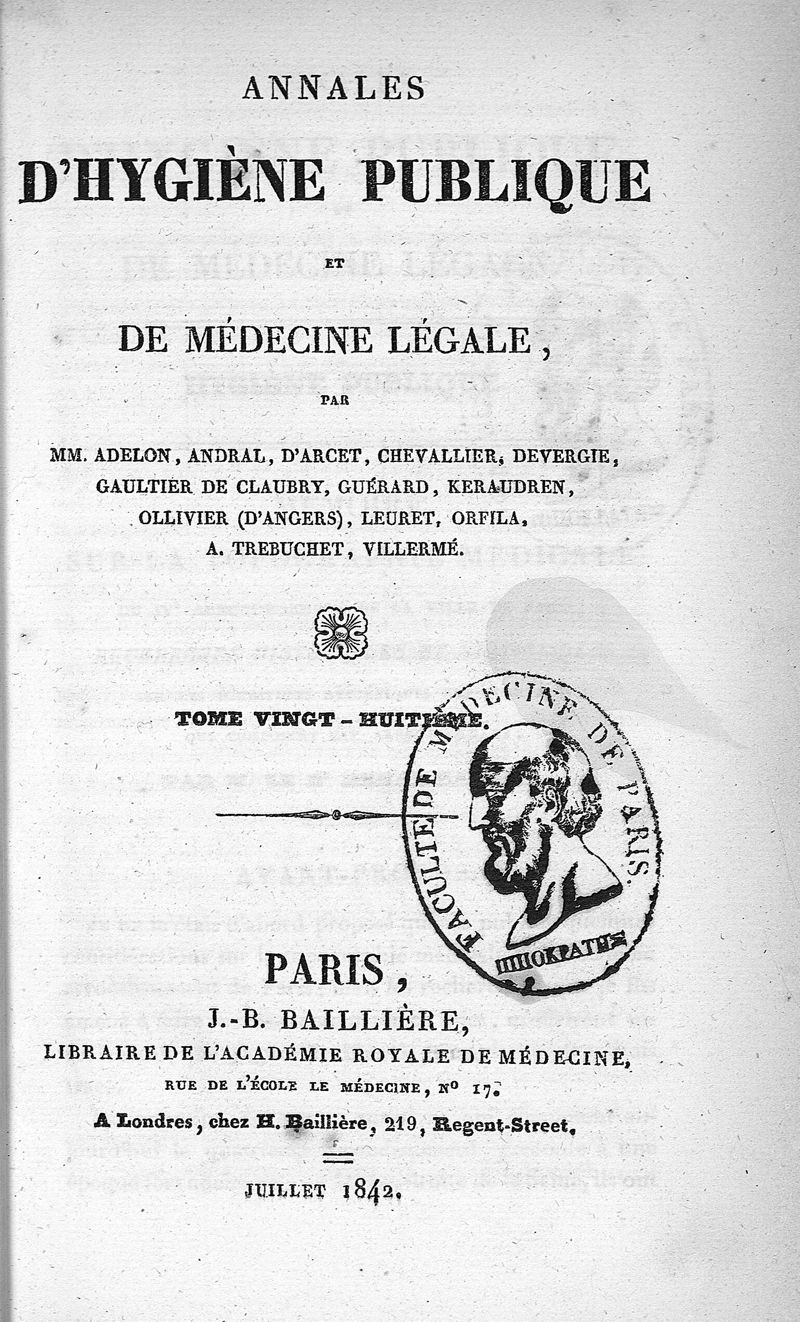 ANNALES
D'HYGIÈNE PUBLIQUE
ET
DE MÉDECINE LÉGALE,
PAR
MM. ADELON, ANDRAL, D'ARCET, CHEVALLIER, DEVERGIE,
GAULTIER DE CLAUBRY, GUÉRARD, KERAUDREN,
OLLIVIER (D'ANGERS), LEURET, ORFILA,
A. TREBUCHET, VILLERMÉ.
TOME VINGT-HUITIÈME.
FACULTÉ DE MÉDECINE DE PARIS.
PARIS,
J.-B. BAILLIÈRE,
LIBRAIRE DE L'ACADÉMIE ROYALE DE MÉDECINE,
RUE DE L'ÉCOLE LE MÉDECINE, Nº 17.
A Londres, chez H. Baillière, 219, Regent-Street.
JUILLET 1842.